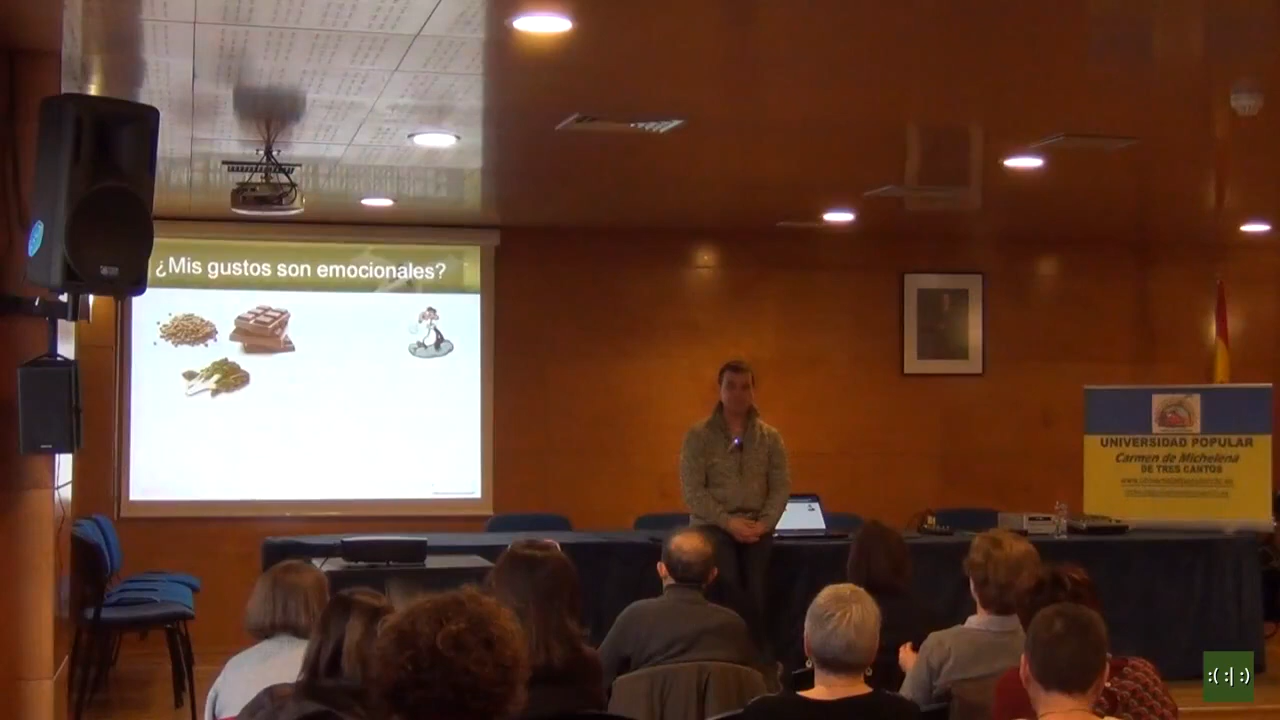 ¿Mis gustos son emocionales?
UNIVERSIDAD POPULAR
Carmen de Michelena
DE TRES CANTOS
:( :| :)